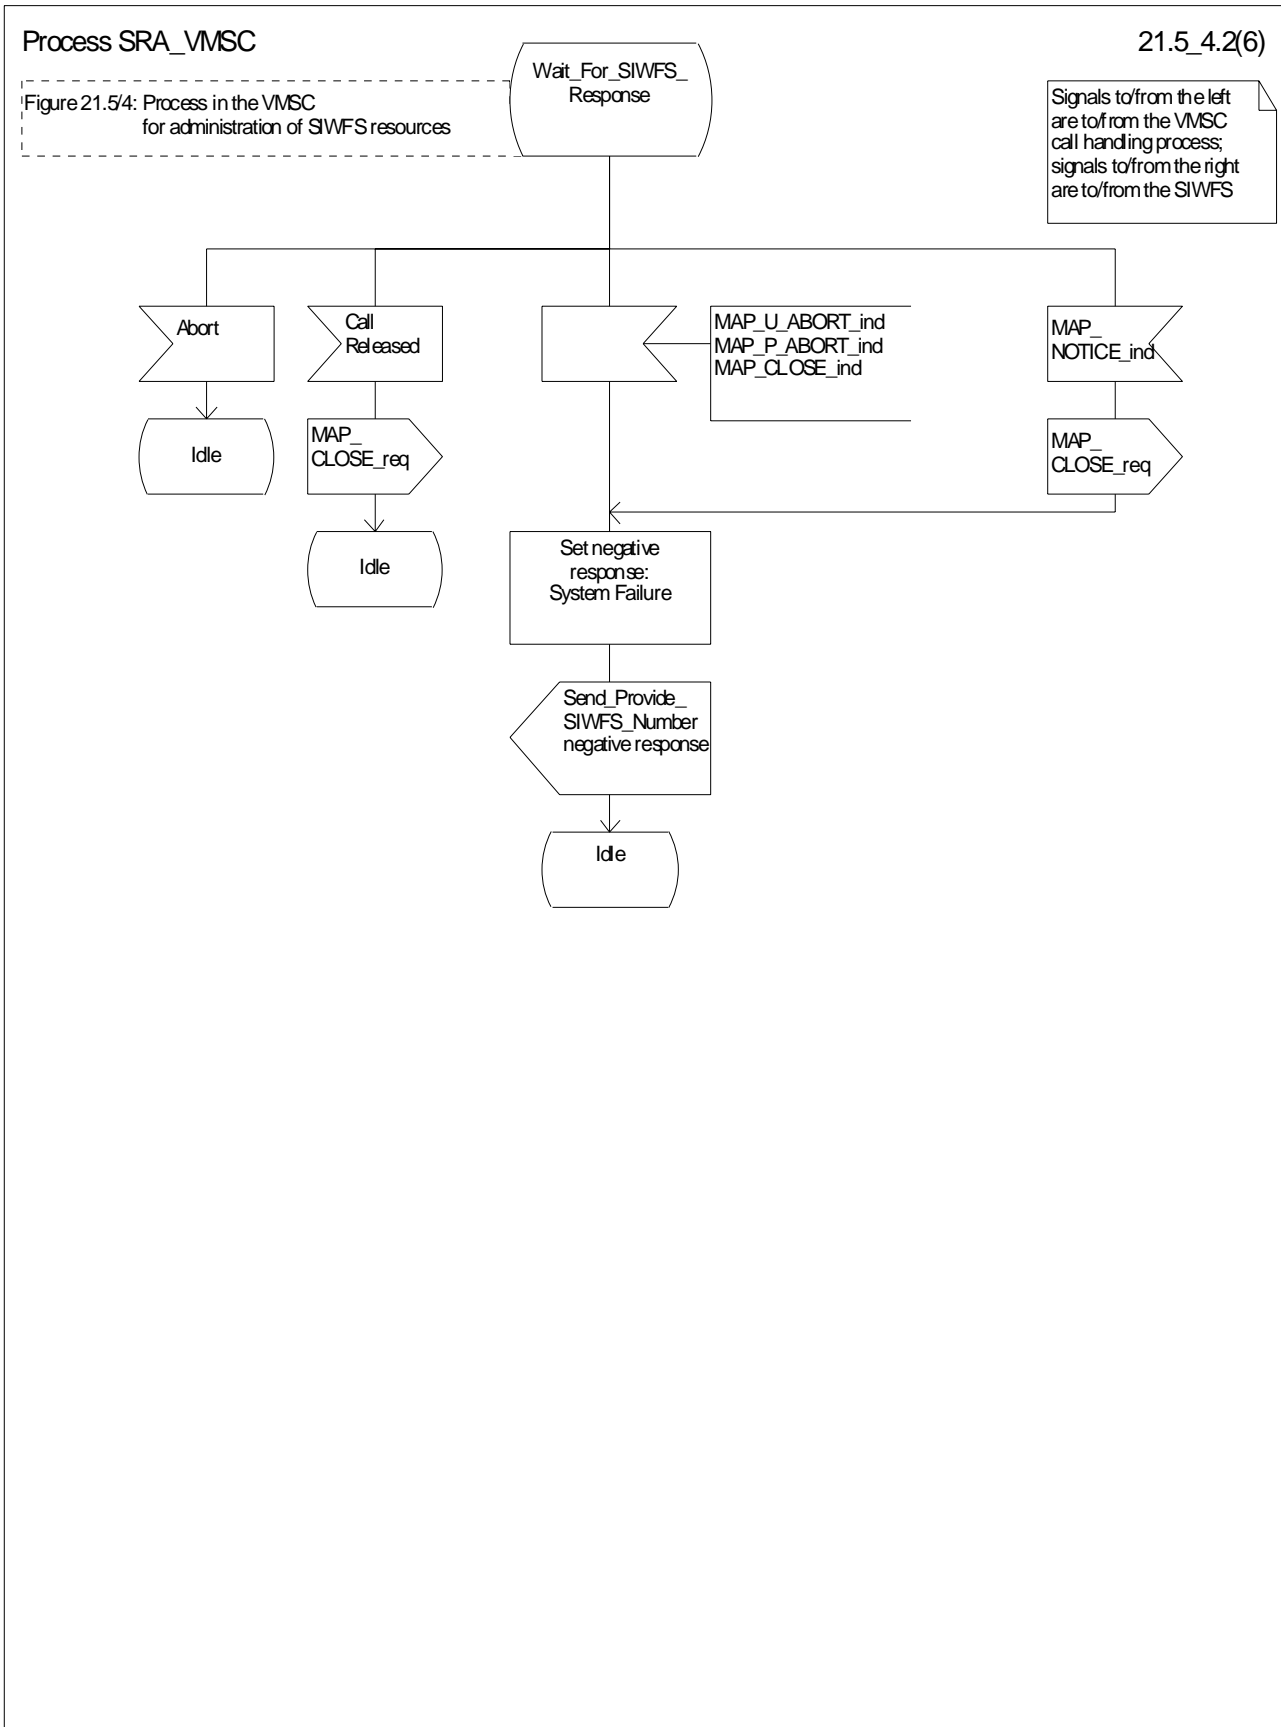 Process SRA_VMSC
21.5_4.2(6)
Figure 21.5/4: Process in the VMSC
for administration of SIWFS resources
Wait_For_SIWFS_
Response
Signals to/from the left
are to/from the VMSC
call handling process;
signals to/from the right
are to/from the SIWFS
Abort
Call
Released
MAP_U_ABORT_ind
MAP_P_ABORT_ind
MAP_CLOSE_ind
MAP_
NOTICE_ind
Idle
MAP_
CLOSE_req
MAP_
CLOSE_req
Idle
Set negative
response:
System Failure
Send_Provide_
SIWFS_Number
negative response
Idle